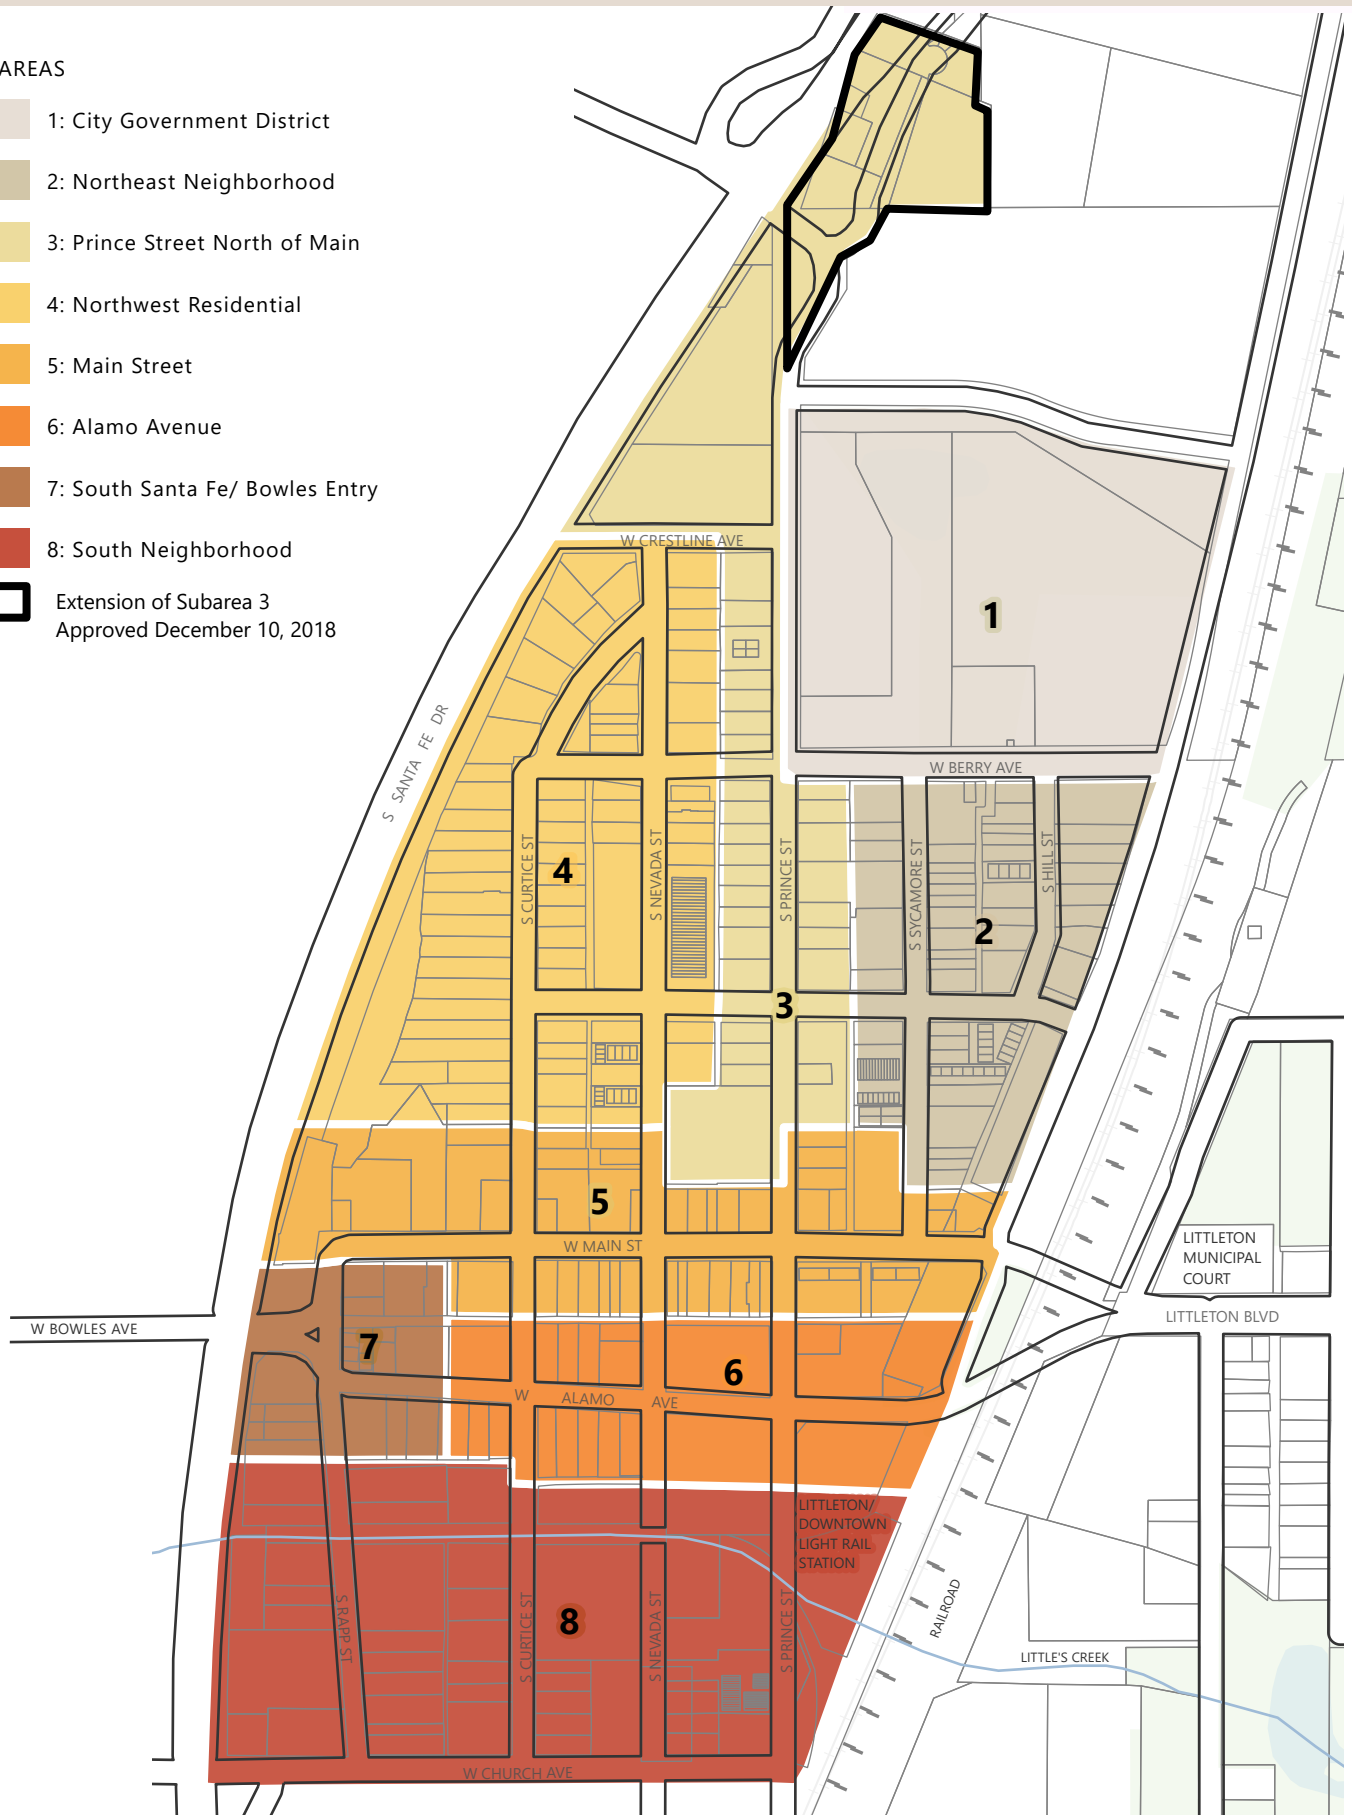 AREAS
1: City Government District
2: Northeast Neighborhood
3: Prince Street North of Main
4: Northwest Residential
5: Main Street
6: Alamo Avenue
7: South Santa Fe/ Bowles Entry
8: South Neighborhood
Extension of Subarea 3
Approved December 10, 2018
W CRESTLINE AVE
1
S SANTA FE DR
W BERRY AVE
S CURTICE ST
4
S NEVADA ST
S PRINCE ST
S SYCAMORE ST
S HILL ST
2
3
5
W MAIN ST
LITTLETON
MUNICIPAL
COURT
W BOWLES AVE
LITTLETON BLVD
7
6
W ALAMO AVE
LITTLETON/
DOWNTOWN
LIGHT RAIL
STATION
S RAPP ST
S CURTICE ST
8
S NEVADA ST
S PRINCE ST
RAILROAD
LITTLE'S CREEK
W CHURCH AVE